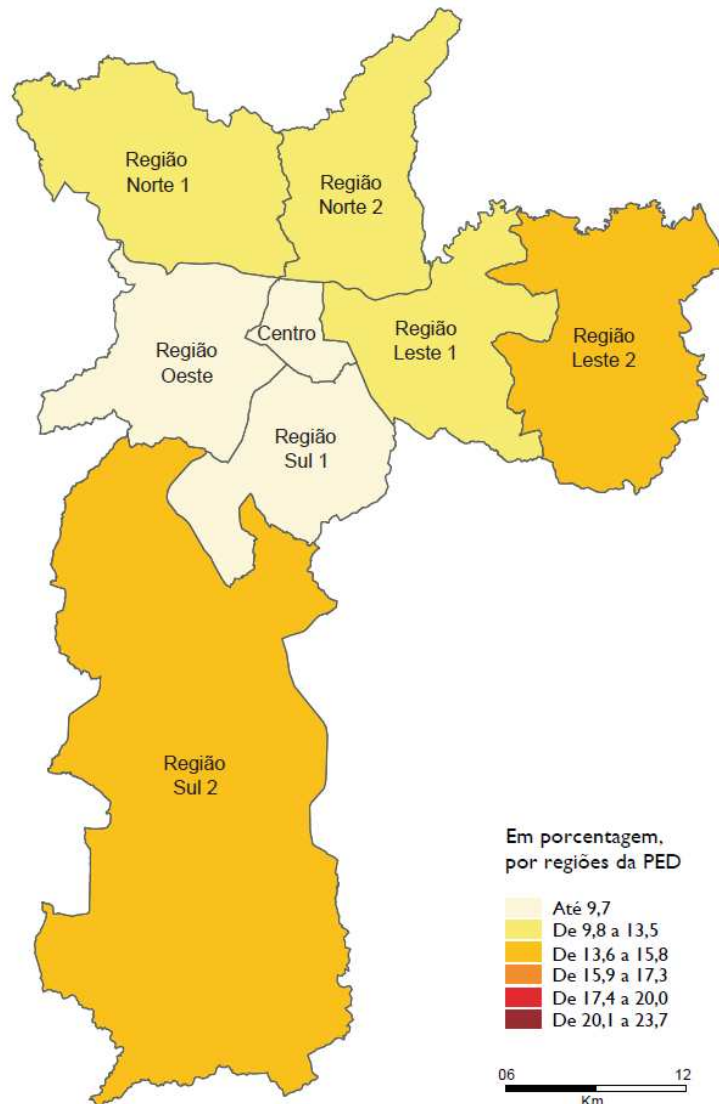 Região
Norte 1
Região
Norte 2
Centro
Região
Oeste
Região
Leste 1
Região
Leste 2
Região
Sul 1
Região
Sul 2
Em porcentagem,
por regiões da PED
Até 9,7
De 9,8 a 13,5
De 13,6 a 15,8
De 15,9 a 17,3
De 17,4 a 20,0
De 20,1 a 23,7
06 12
Km